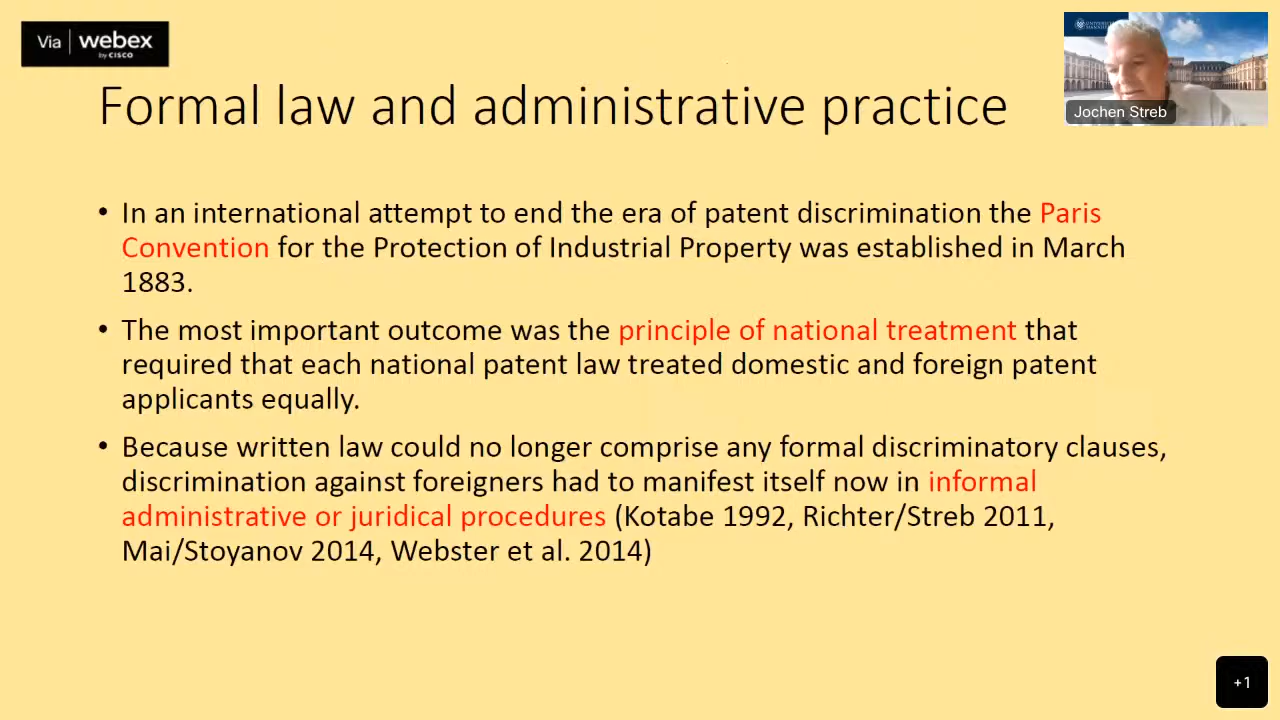 Via webex
by CISCO
Formal law and administrative practice
Jochen Streb
• In an international attempt to end the era of patent discrimination the Paris
Convention for the Protection of Industrial Property was established in March
1883.
• The most important outcome was the principle of national treatment that
required that each national patent law treated domestic and foreign patent
applicants equally.
• Because written law could no longer comprise any formal discriminatory clauses,
discrimination against foreigners had to manifest itself now in informal
administrative or juridical procedures (Kotabe 1992, Richter/Streb 2011,
Mai/Stoyanov 2014, Webster et al. 2014)
+1